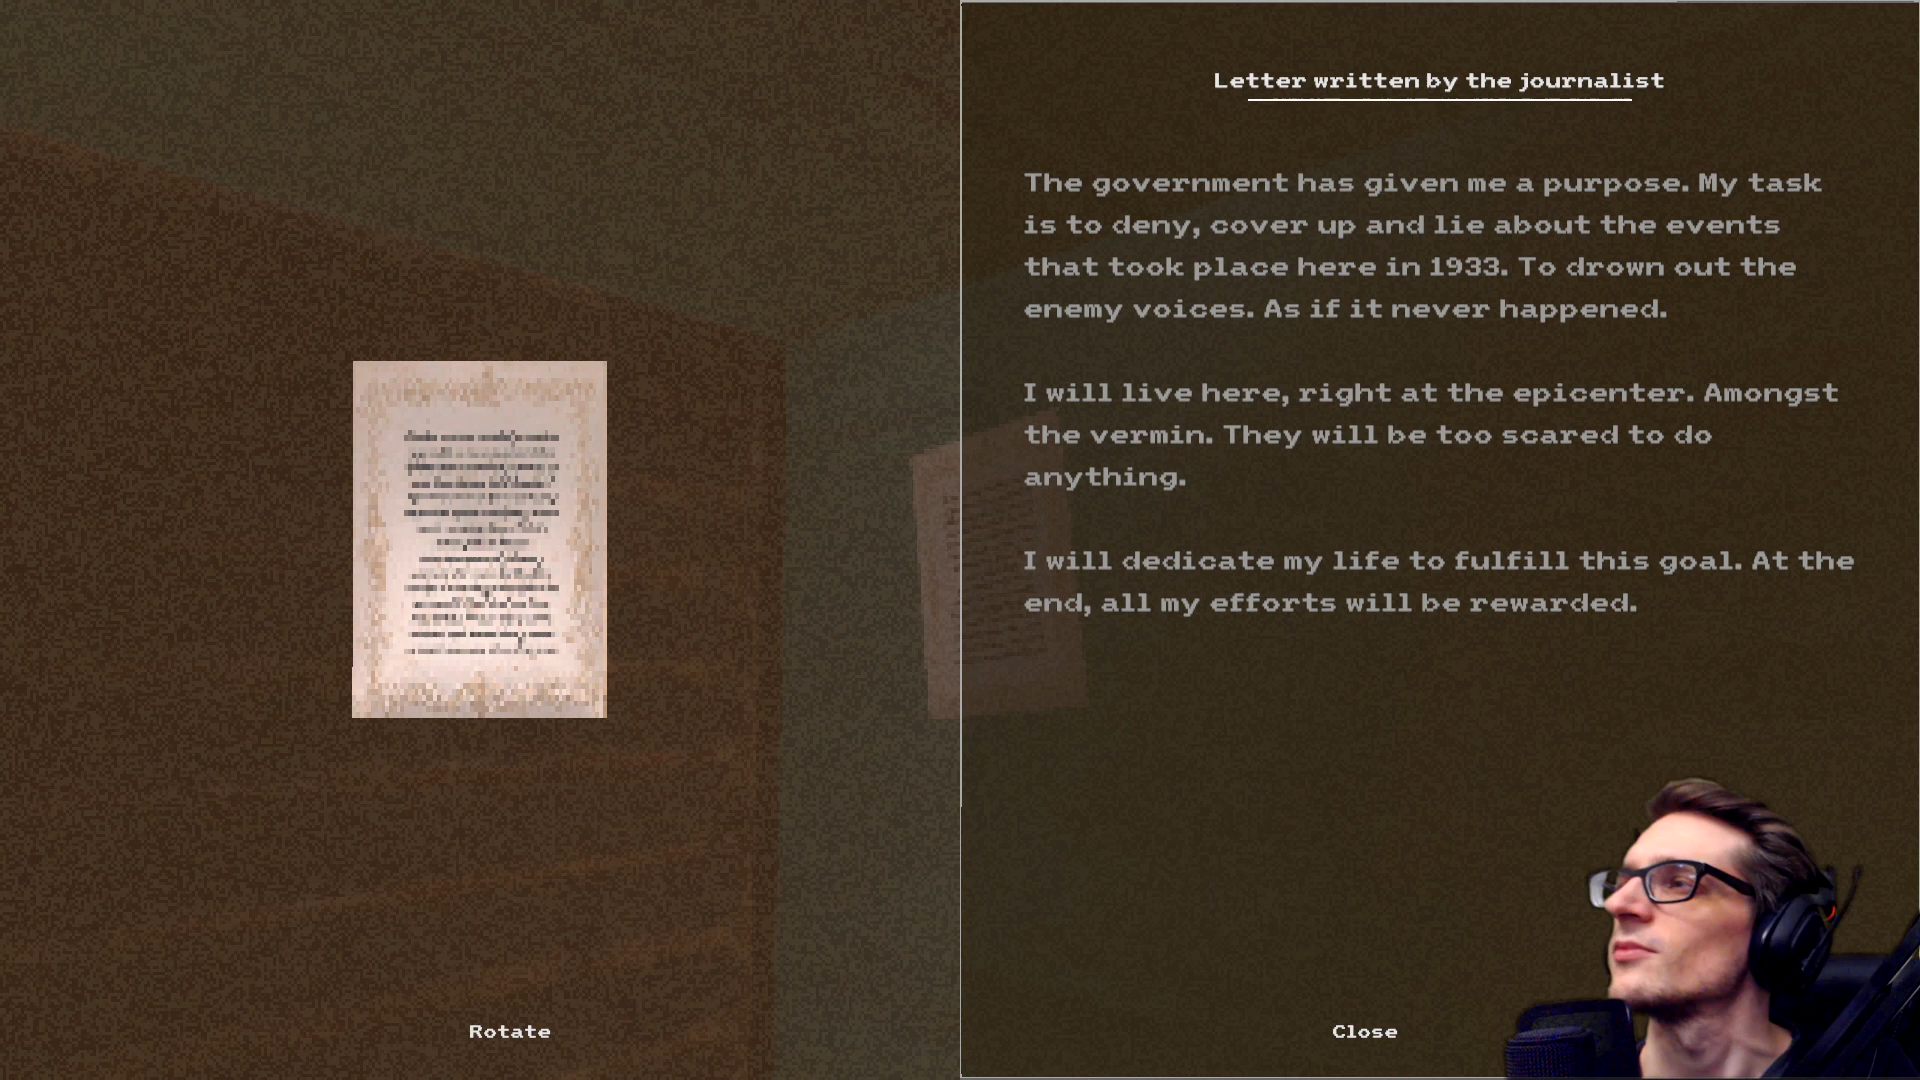 Letter written by the journalist
The government has given me a purpose. My task
is to deny, cover up and lie about the events
that took place here in 1933. To drown out the
enemy voices. As if it never happened.
I will live here, right at the epicenter. Amongst
the vermin. They will be too scared to do
anything.
I will dedicate my life to fulfill this goal. At the
end, all my efforts will be rewarded.
Rotate
Close